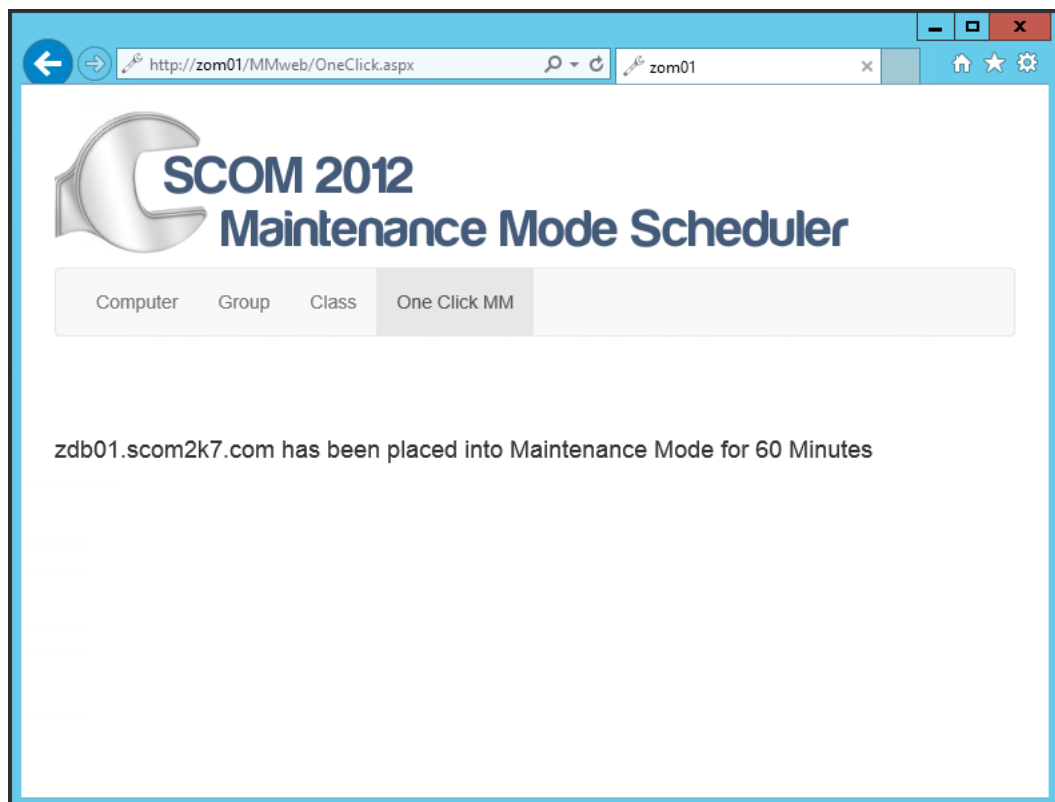 http://zom01/MMweb/OneClick.aspx
zom01
SCOM 2012
Maintenance Mode Scheduler
Computer Group Class One Click MM
zdb01.scom2k7.com has been placed into Maintenance Mode for 60 Minutes